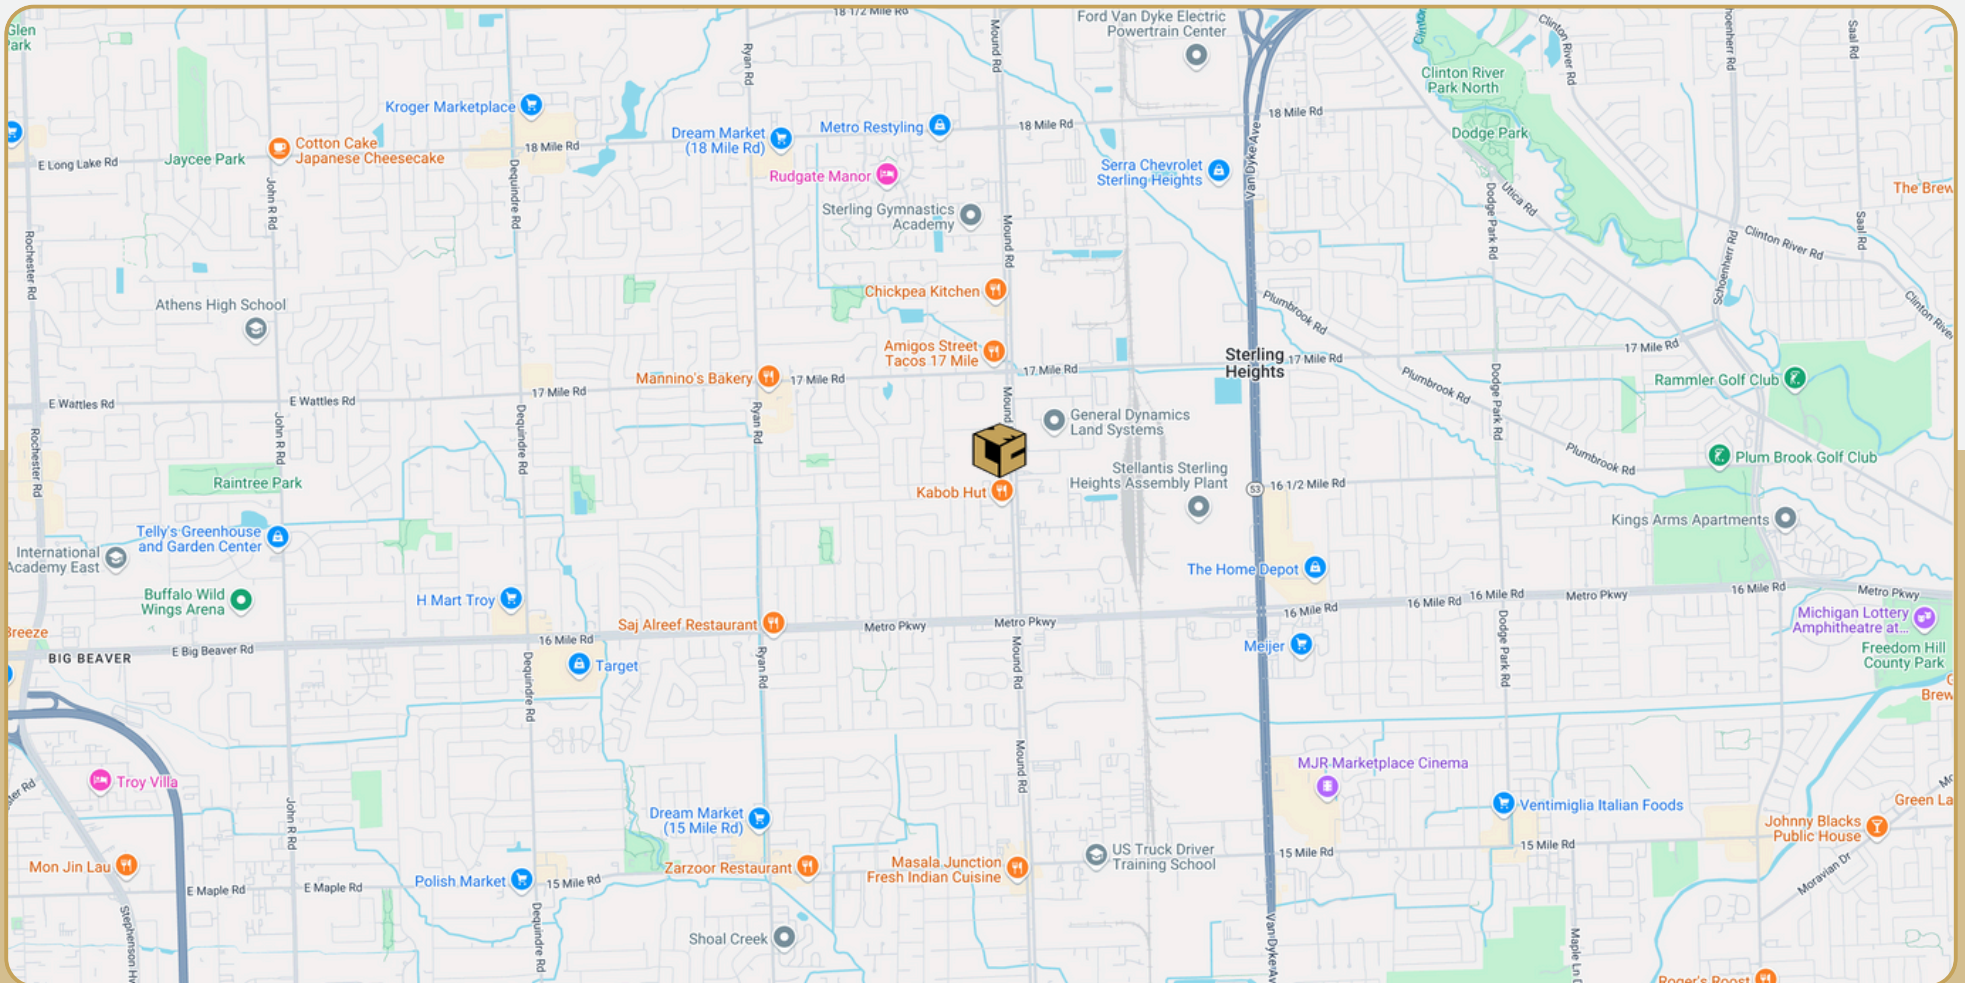 Glen
Park
18 1/2 Mile Rd
Mound Rd
Ford Van Dyke Electric
Powertrain Center
Clinton River Rd
Saal Rd
Ryan Rd
Clinton River
Park North
Kroger Marketplace
Dream Market
(18 Mile Rd)
Metro Restyling
18 Mile Rd
18 Mile Rd
Dodge Park
Cotton Cake
Japanese Cheesecake
18 Mile Rd
E Long Lake Rd
Jaycee Park
Rudgate Manor
Serra Chevrolet
Sterling Heights
Van Dyke Ave
Utica Rd
The Brew
John R Rd
Dequindre Rd
Sterling Gymnastics
Academy
Mound Rd
Dodge Park Rd
Saal Rd
Clinton River Rd
Rochester Rd
Schoenherr Rd
Athens High School
Chickpea Kitchen
Plumbrook Rd
Amigos Street
Tacos 17 Mile
Sterling
Heights
17 Mile Rd
17 Mile Rd
17 Mile Rd
Mannino's Bakery
17 Mile Rd
17 Mile Rd
Plumbrook Rd
Rammler Golf Club
E Wattles Rd
E Wattles Rd
Mound
Dodge Park Rd
General Dynamics
Land Systems
John R Rd
Dequindre Rd
Ryan Rd
Rochester Rd
Plumbrook Rd
Plum Brook Golf Club
Raintree Park
Stellantis Sterling
Heights Assembly Plant
Kabob Hut
53
16 1/2 Mile Rd
Telly's Greenhouse
and Garden Center
Kings Arms Apartments
International
Academy East
The Home Depot
Buffalo Wild
Wings Arena
H Mart Troy
16 Mile Rd
16 Mile Rd
16 Mile Rd
16 Mile Rd
Metro Pkwy
Metro Pkwy
Breeze
Saj Alreef Restaurant
Metro Pkwy
Metro Pkwy
Michigan Lottery
Amphitheatre at...
16 Mile Rd
E Big Beaver Rd
BIG BEAVER
Target
Meijer
Freedom Hill
County Park
Dequindre Rd
Ryan Rd
Mound Rd
Dodge Park Rd
Brew
Mound Rd
MJR Marketplace Cinema
Troy Villa
John R Rd
Dream Market
(15 Mile Rd)
Ventimiglia Italian Foods
Green La
Johnny Blacks
Public House
Mon Jin Lau
Zarzoor Restaurant
Masala Junction
Fresh Indian Cuisine
US Truck Driver
Training School
15 Mile Rd
15 Mile Rd
Moravian Dr
E Maple Rd
E Maple Rd
Polish Market
15 Mile Rd
Stephenson
Dequindre Rd
Shoal Creek
Van Dyke Av
Maple Ln
Roger's Roost